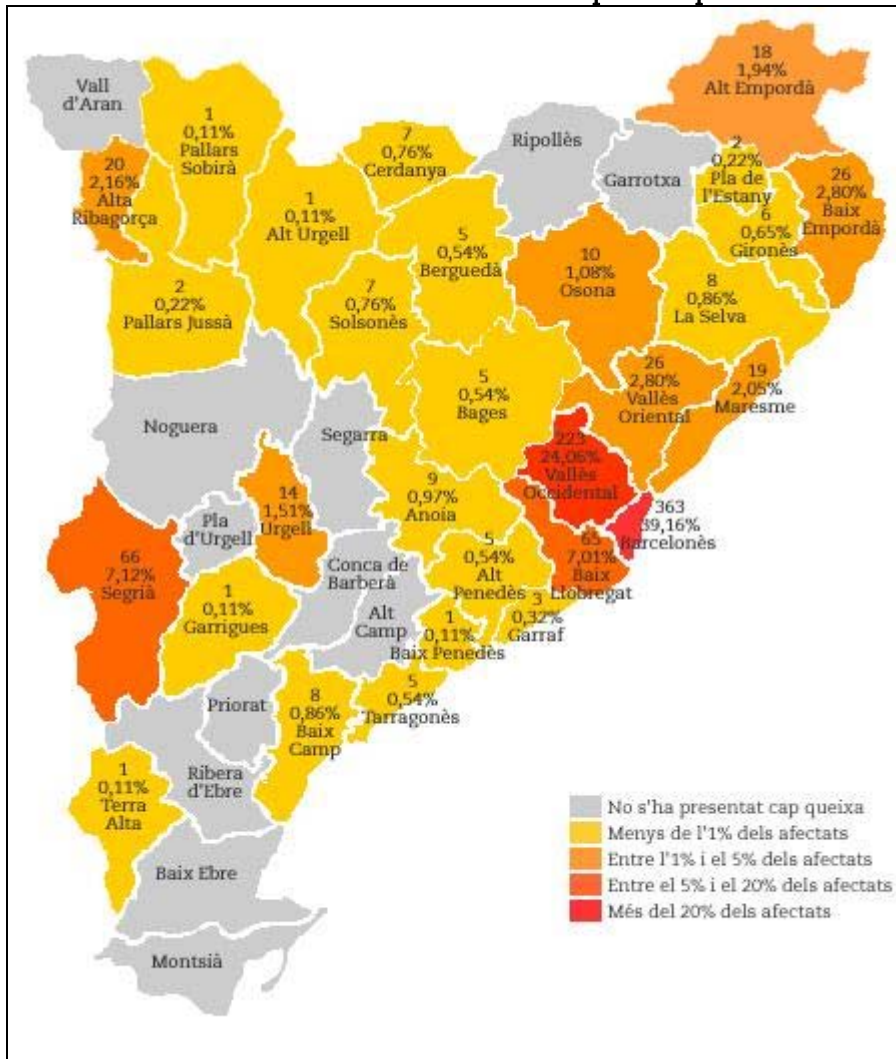 18
1,94%
Alt Empordà
Vall
d'Aran
1
0,11%
Pallars
Sobirà
7
0,76%
Cerdanya
Ripollès
Garrotxa
2
0,22%
Pla de
l'Estany
26
2,80%
Baix
Empordà
20
2,16%
Alta
Ribagorça
1
0,11%
Alt Urgell
5
0,54%
Berguedà
6
0,65%
Gironès
10
1,08%
Osona
8
0,86%
La Selva
2
0,22%
Pallars Jussà
7
0,76%
Solsonès
26
2,80%
Vallès
Oriental
19
2,05%
Maresme
5
0,54%
Bages
Noguera
Segarra
223
24,06%
Vallès
Occidental
9
0,97%
Anoia
14
1,51%
Urgell
363
39,16%
Barcelonès
Pla
d'Urgell
66
7,12%
Segrià
65
7,01%
Baix
Llobregat
5
0,54%
Alt
Penedès
Conca de
Barberà
1
0,11%
Garrigues
Alt
Camp
3
0,32%
Garraf
1
0,11%
Baix Penedès
5
0,54%
Tarragonès
8
0,86%
Baix
Camp
Priorat
Ribera
d'Ebre
1
0,11%
Terra
Alta
Baix Ebre
Montsià
No s'ha presentat cap queixa
Menys de l'1% dels afectats
Entre l'1% i el 5% dels afectats
Entre el 5% i el 20% dels afectats
Més del 20% dels afectats